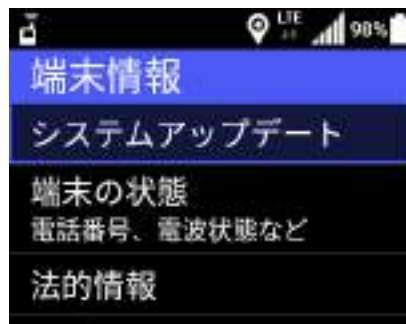 LTE
98%
端末情報
システムアップデート
端末の状態
電話番号、電波状態など
法的情報